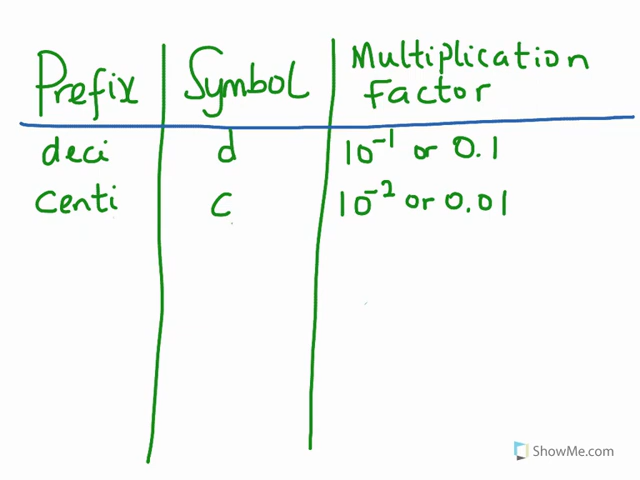 Prefix Symbol Multiplication Factor
deci d 10⁻¹ or 0.1
centi c 10⁻² or 0.01
ShowMe.com